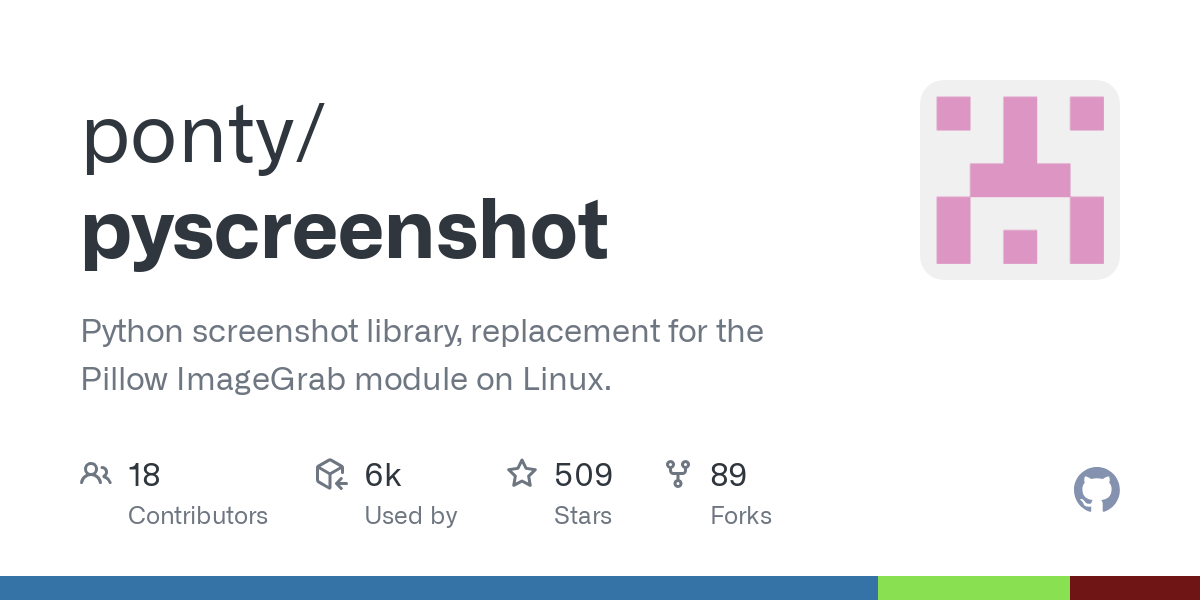 ponty/
pyscreenshot
Python screenshot library, replacement for the
Pillow ImageGrab module on Linux.
18 6k 509 89
Contributors Used by Stars Forks